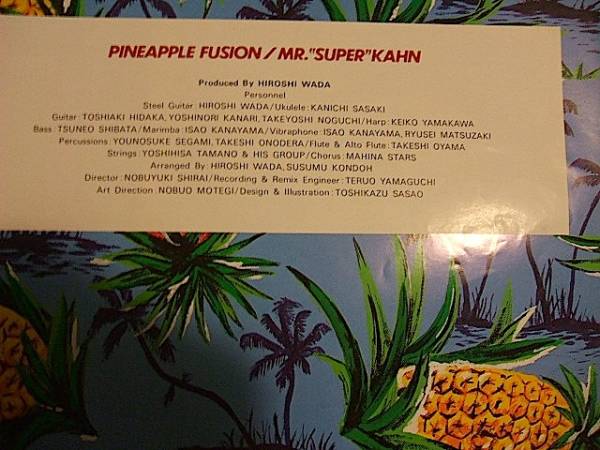 PINEAPPLE FUSION / MR."SUPER"KAHN
Produced By HIROSHI WADA
Personnel
Steel Guitar: HIROSHI WADA/Ukulele: KANICHI SASAKI
Guitar: TOSHIAKI HIDAKA, YOSHINORI KANARI, TAKEYOSHI NOGUCHI/Harp: KEIKO YAMAKAWA
Bass: TSUNEO SHIBATA/Marimba: ISAO KANAYAMA/Vibraphone: ISAO KANAYAMA, RYUSEI MATSUZAKI
Percussions: YOUNOSUKE SEGAMI, TAKESHI ONODERA/Flute & Alto Flute: TAKESHI OYAMA
Strings: YOSHIHISA TAMANO & HIS GROUP/Chorus: MAHINA STARS
Arranged By: HIROSHI WADA, SUSUMU KONDOH
Director: NOBUYUKI SHIRAI/Recording & Remix Engineer: TERUO YAMAGUCHI
Art Direction: NOBUO MOTEGI/Design & Illustration: TOSHIKAZU SASAO